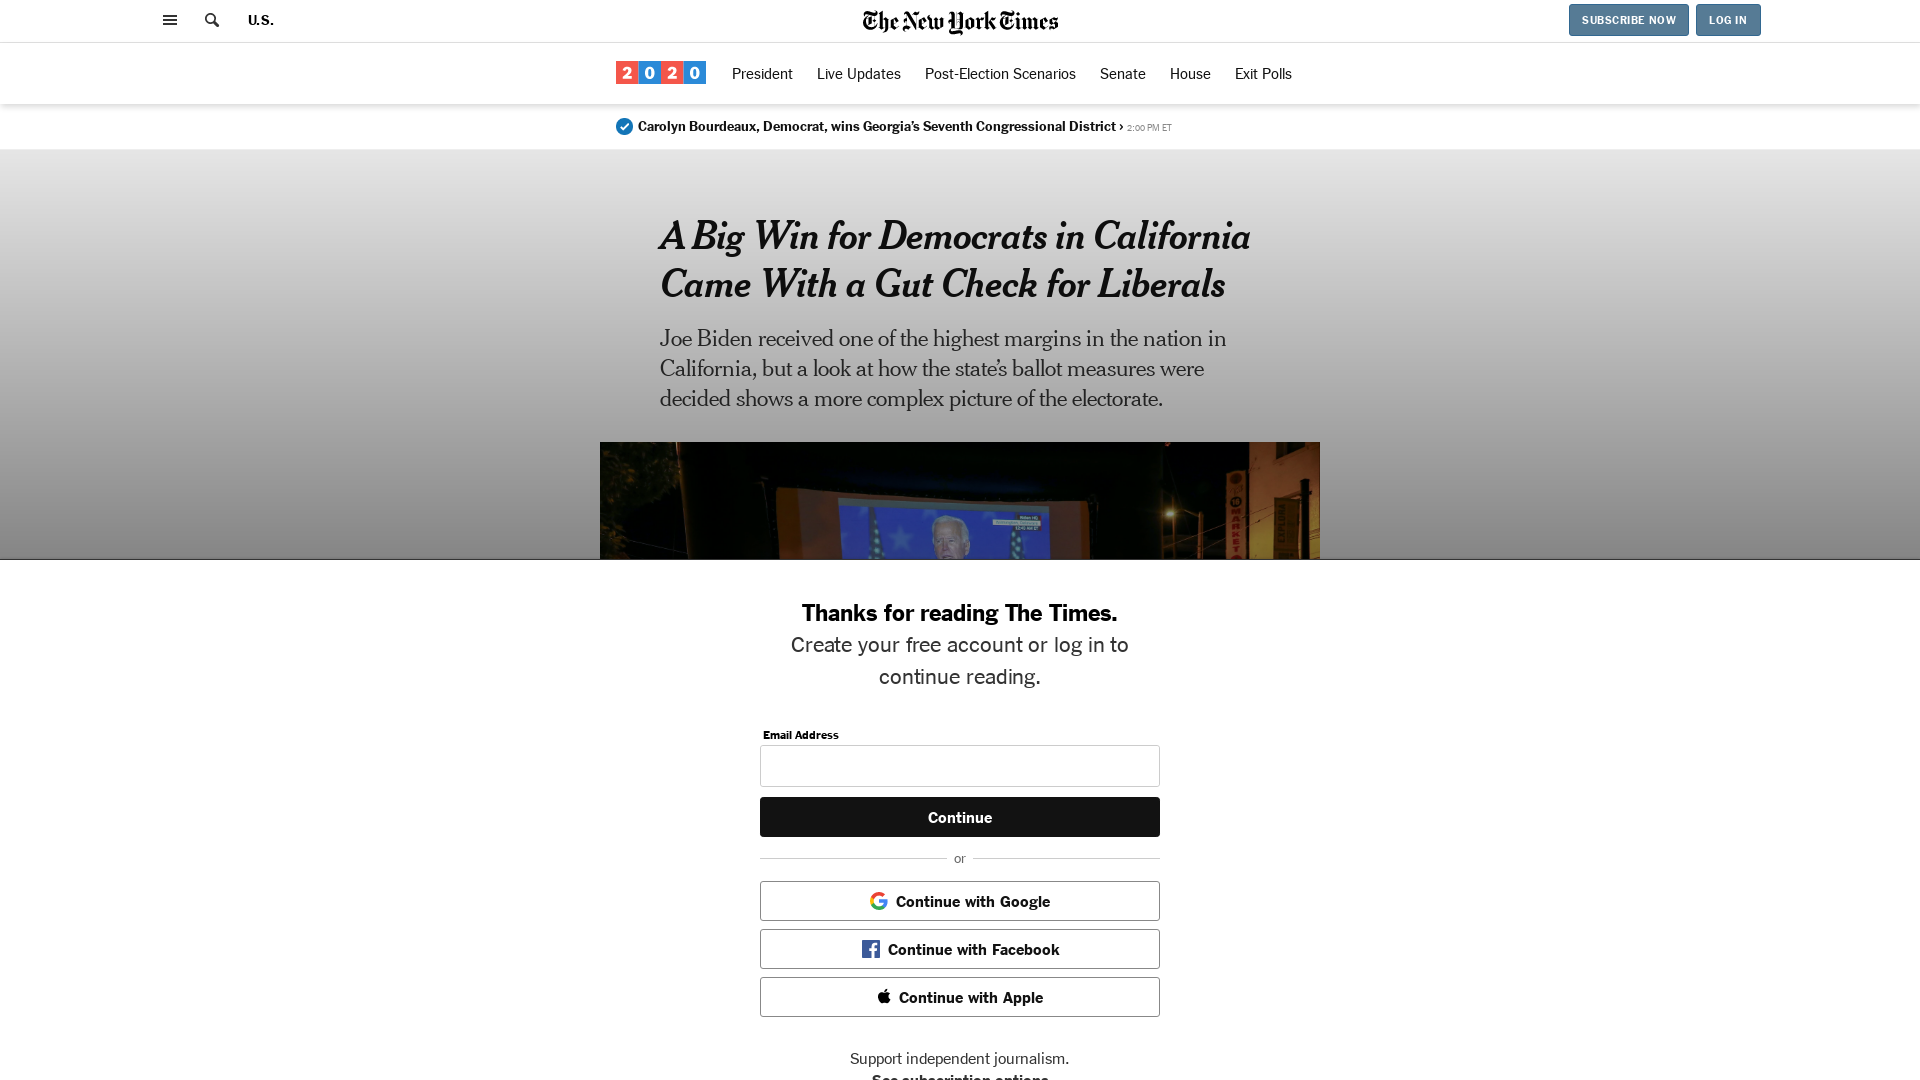 U.S.
The New York Times
SUBSCRIBE NOW
LOG IN
2020
President
Live Updates
Post-Election Scenarios
Senate
House
Exit Polls
Carolyn Bourdeaux, Democrat, wins Georgia’s Seventh Congressional District › 2:00 PM ET
A Big Win for Democrats in California
Came With a Gut Check for Liberals
Joe Biden received one of the highest margins in the nation in
California, but a look at how the state’s ballot measures were
decided shows a more complex picture of the electorate.
MARKET
Thanks for reading The Times.
Create your free account or log in to
continue reading.
Email Address
Continue
or
Continue with Google
Continue with Facebook
Continue with Apple
Support independent journalism.
See subscription options